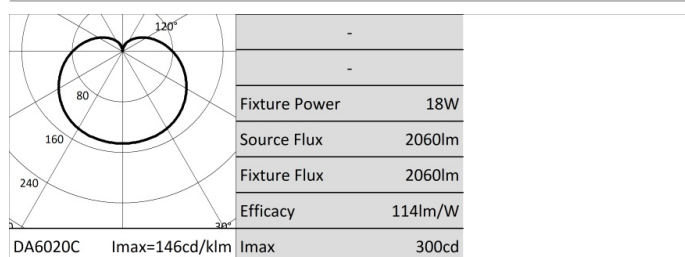 120°
80
160
240
30°
DA6020C Imax=146cd/klm
-
-
Fixture Power 18W
Source Flux 2060lm
Fixture Flux 2060lm
Efficacy 114lm/W
Imax 300cd